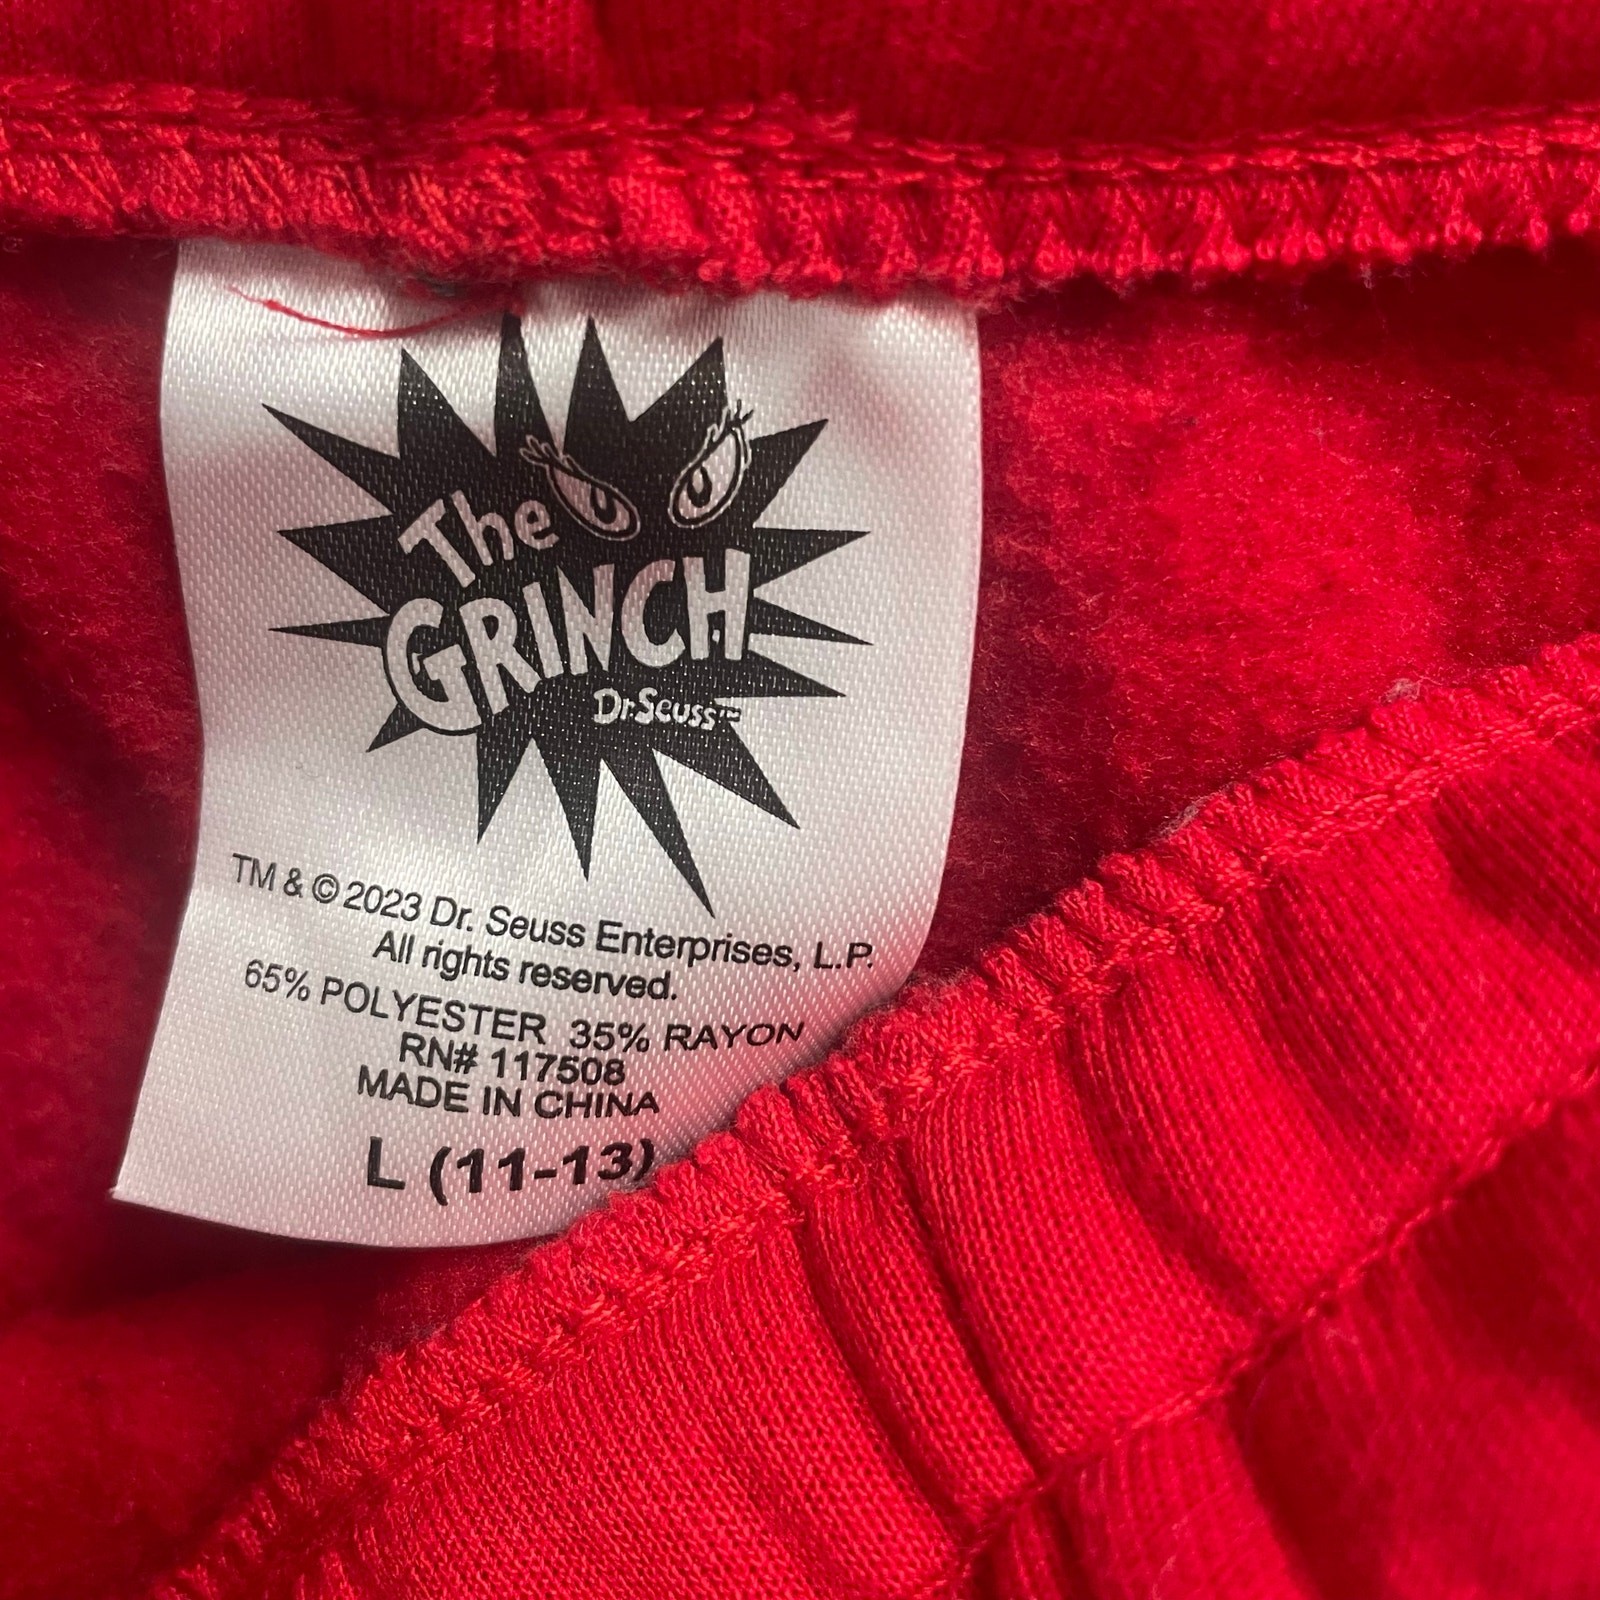 The
GRINCH
Dr. Seuss™
TM & © 2023 Dr. Seuss Enterprises, L.P.
All rights reserved.
65% POLYESTER 35% RAYON
RN# 117508
MADE IN CHINA
L (11-13)